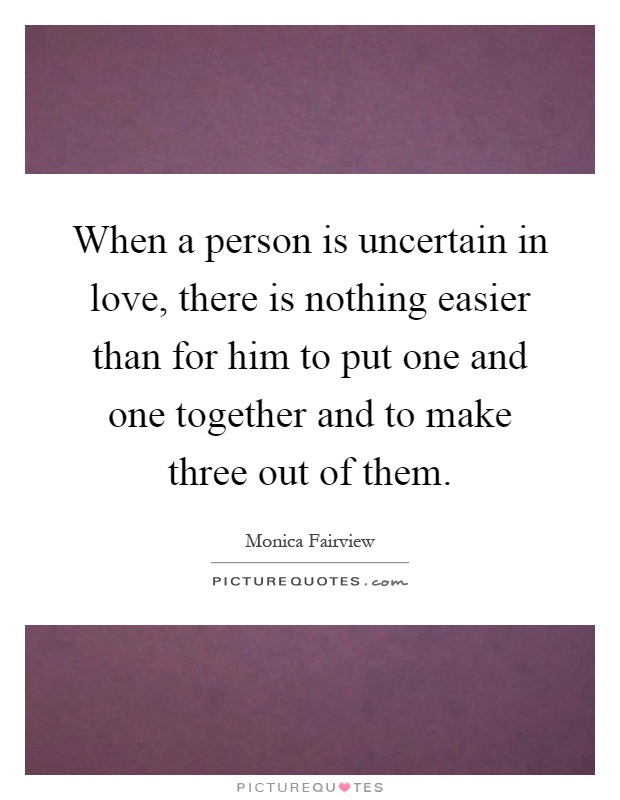 When a person is uncertain in
love, there is nothing easier
than for him to put one and
one together and to make
three out of them.
Monica Fairview
PICTUREQUOTES.com
PICTUREQUOTES